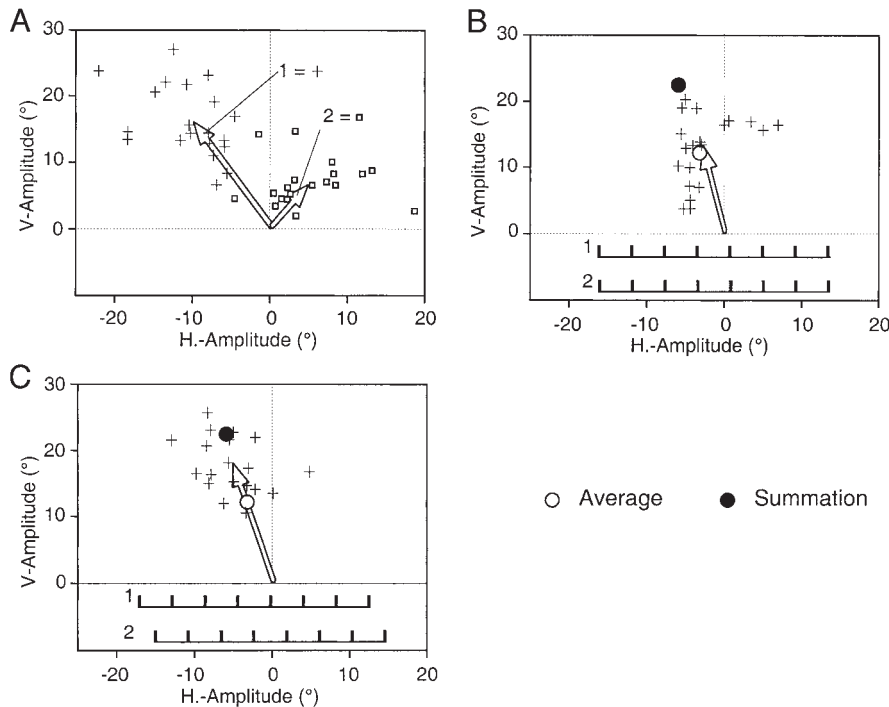 A
30
20
10
0
V-Amplitude (°)
1 = +
2 = □
-20 -10 0 10 20
H.-Amplitude (°)
B
30
20
10
0
V-Amplitude (°)
1
2
-20 -10 0 10 20
H.-Amplitude (°)
C
30
20
10
0
V-Amplitude (°)
1
2
-20 -10 0 10 20
H.-Amplitude (°)
○ Average ● Summation